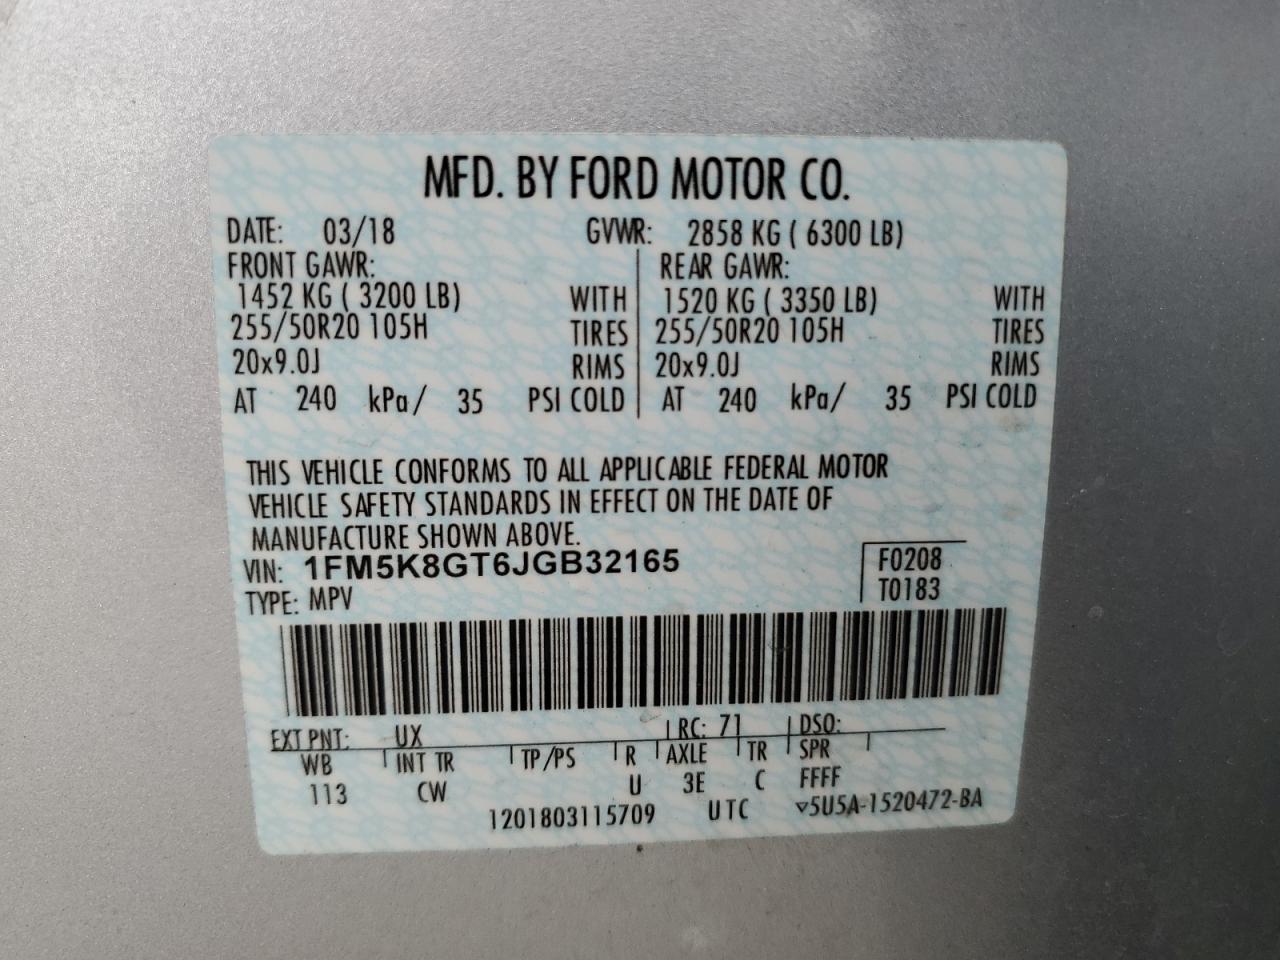 MFD. BY FORD MOTOR CO.
DATE: 03/18 GVWR: 2858 KG ( 6300 LB)
FRONT GAWR: REAR GAWR:
1452 KG ( 3200 LB) WITH 1520 KG ( 3350 LB) WITH
255/50R20 105H TIRES 255/50R20 105H TIRES
20x9.0J RIMS 20x9.0J RIMS
AT 240 kPa/ 35 PSI COLD AT 240 kPa/ 35 PSI COLD
THIS VEHICLE CONFORMS TO ALL APPLICABLE FEDERAL MOTOR
VEHICLE SAFETY STANDARDS IN EFFECT ON THE DATE OF
MANUFACTURE SHOWN ABOVE.
VIN: 1FM5K8GT6JGB32165 F0208
TYPE: MPV T0183
EXT PNT: UX RC: 71 DSO:
WB INT TR TP/PS R AXLE TR SPR
113 CW U 3E C FFFF
1201803115709 UTC ▿5U5A-1520472-BA